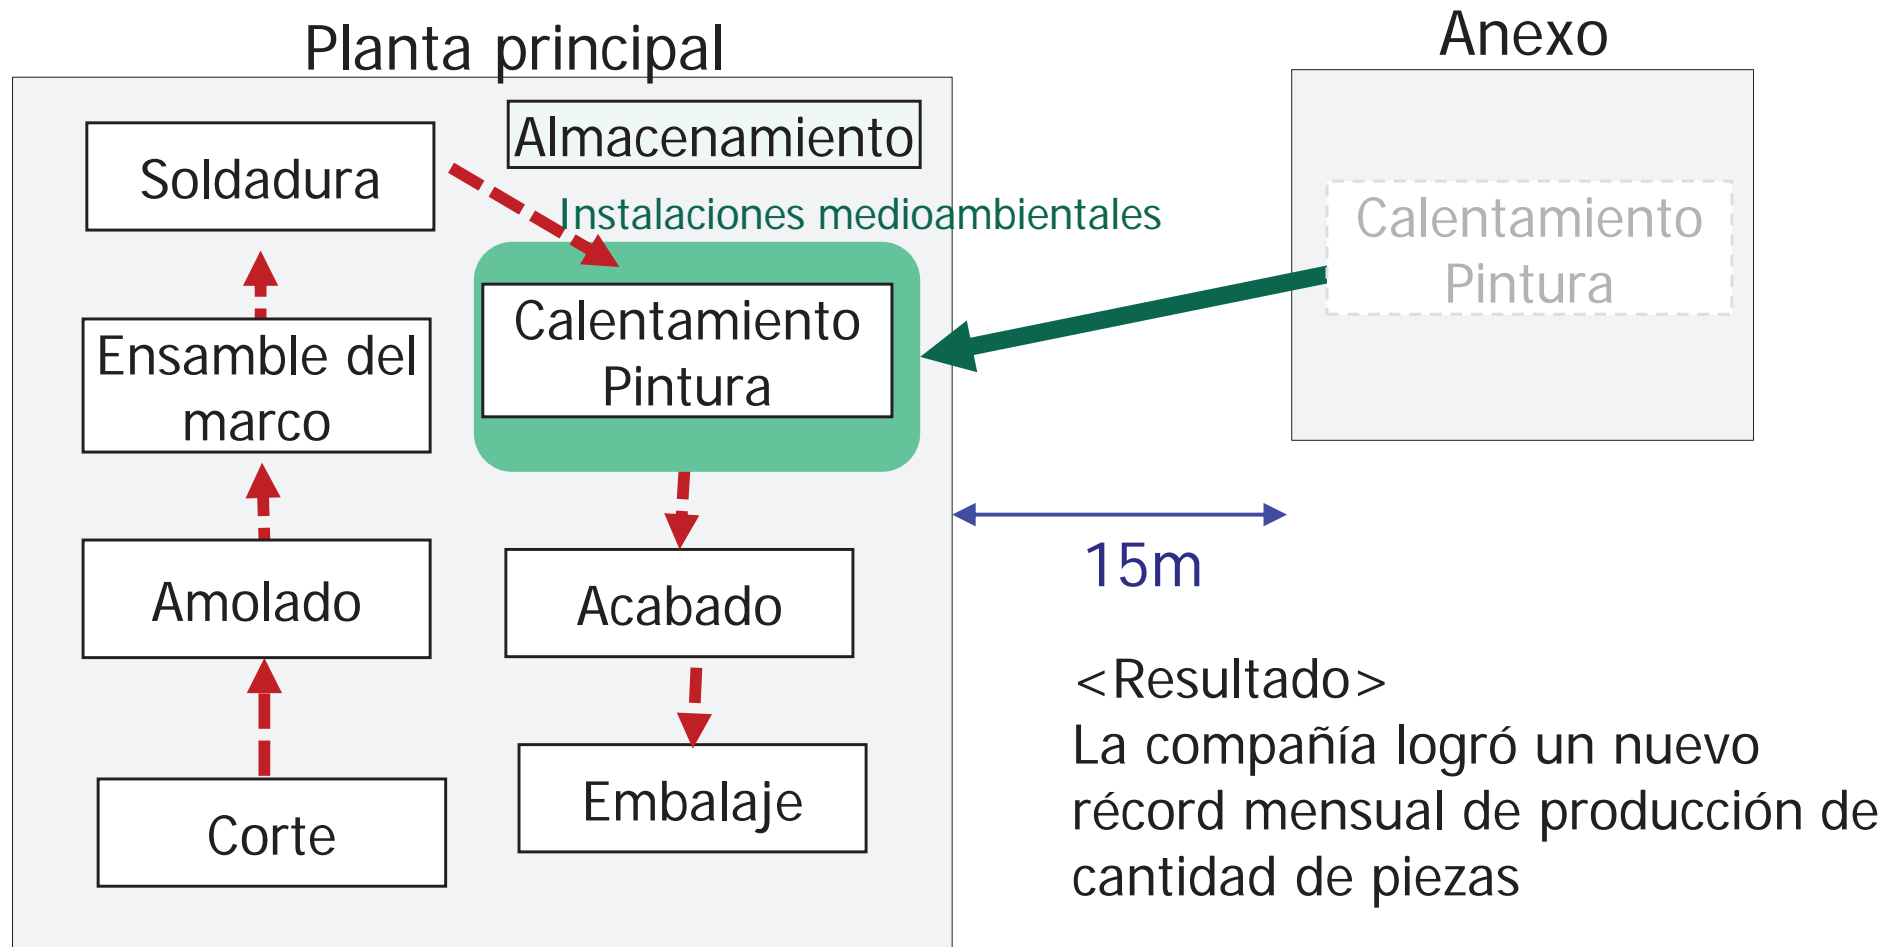 Planta principal
Anexo
Soldadura
Almacenamiento
Instalaciones medioambientales
Calentamiento
Pintura
Calentamiento
Pintura
Ensamble del
marco
Amolado
Acabado
15m
Corte
Embalaje
<Resultado>
La compañía logró un nuevo
récord mensual de producción de
cantidad de piezas